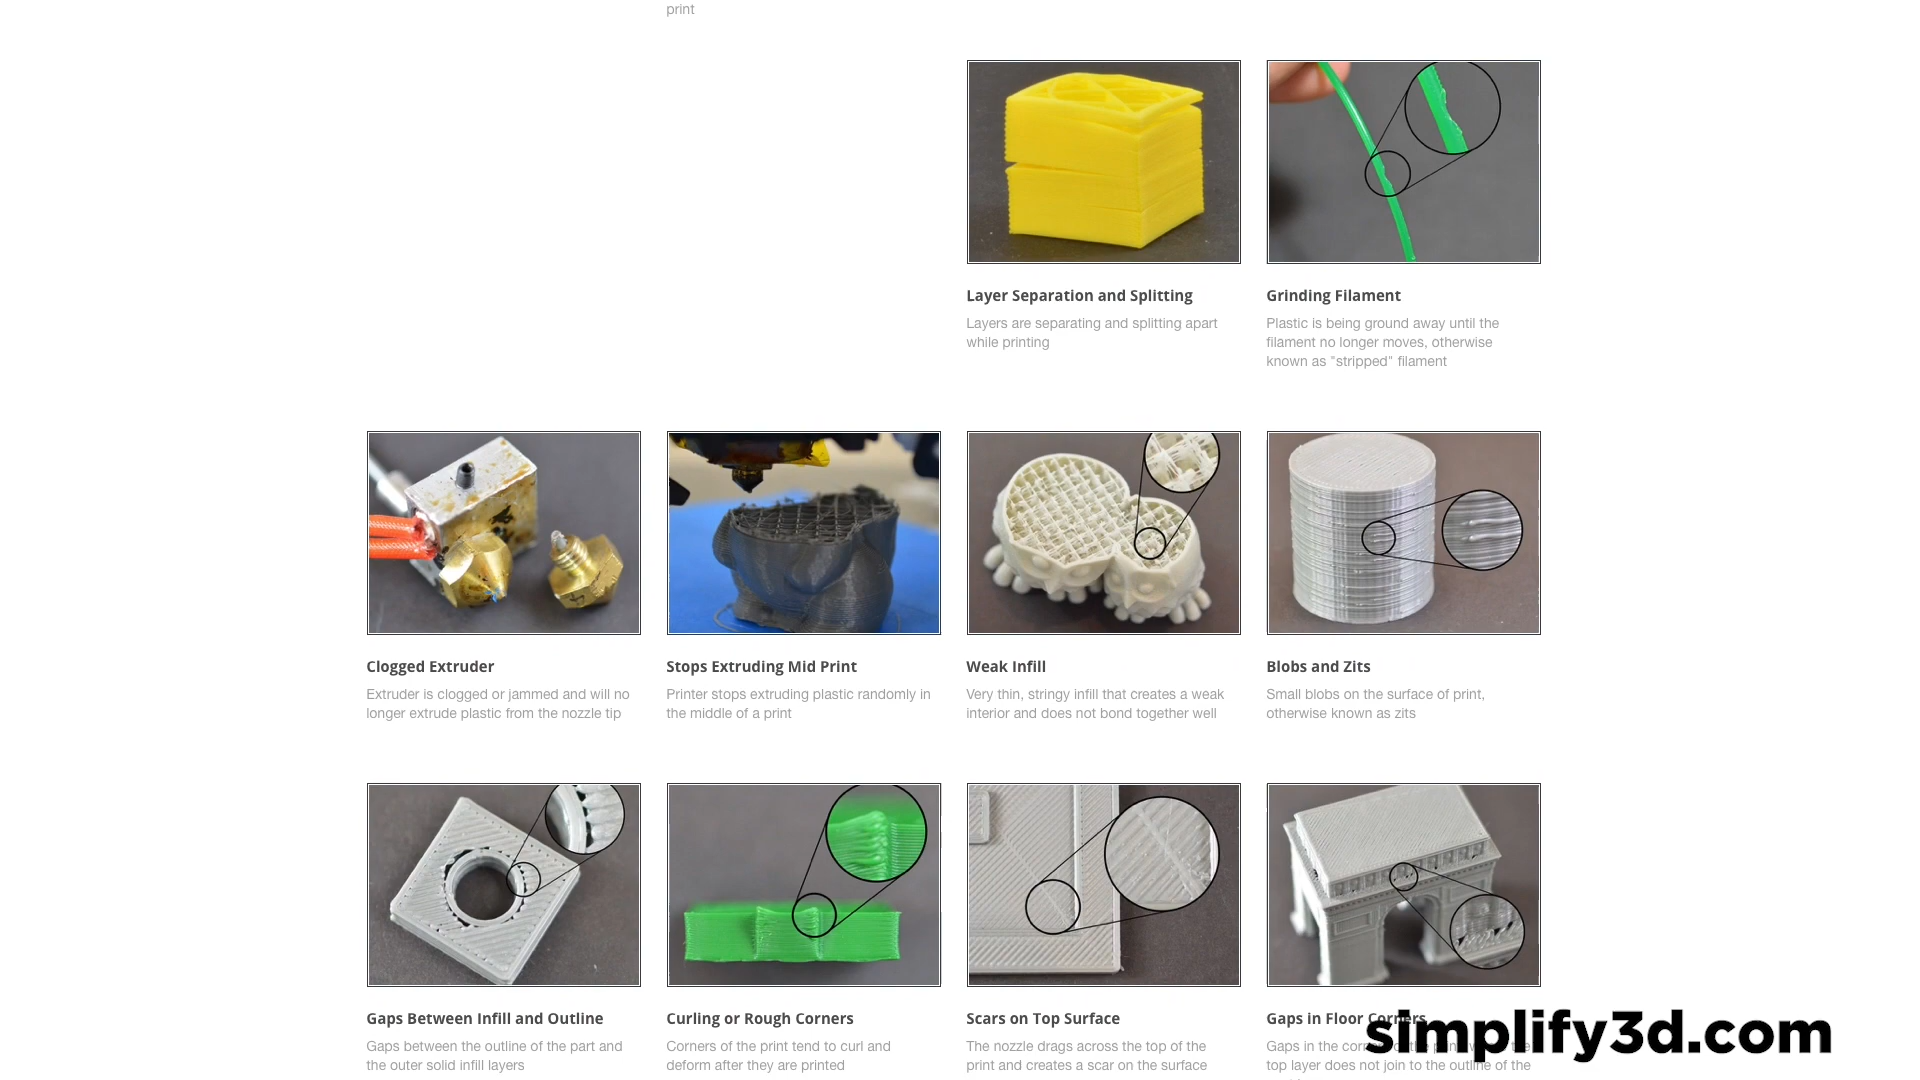 print
Layer Separation and Splitting
Layers are separating and splitting apart
while printing
Grinding Filament
Plastic is being ground away until the
filament no longer moves, otherwise
known as "stripped" filament
Clogged Extruder
Extruder is clogged or jammed and will no
longer extrude plastic from the nozzle tip
Stops Extruding Mid Print
Printer stops extruding plastic randomly in
the middle of a print
Weak Infill
Very thin, stringy infill that creates a weak
interior and does not bond together well
Blobs and Zits
Small blobs on the surface of print,
otherwise known as zits
Gaps Between Infill and Outline
Gaps between the outline of the part and
the outer solid infill layers
Curling or Rough Corners
Corners of the print tend to curl and
deform after they are printed
Scars on Top Surface
The nozzle drags across the top of the
print and creates a scar on the surface
Gaps in Floor Corners
Gaps in the
top layer does not join to the outline of the
simplify3d.com